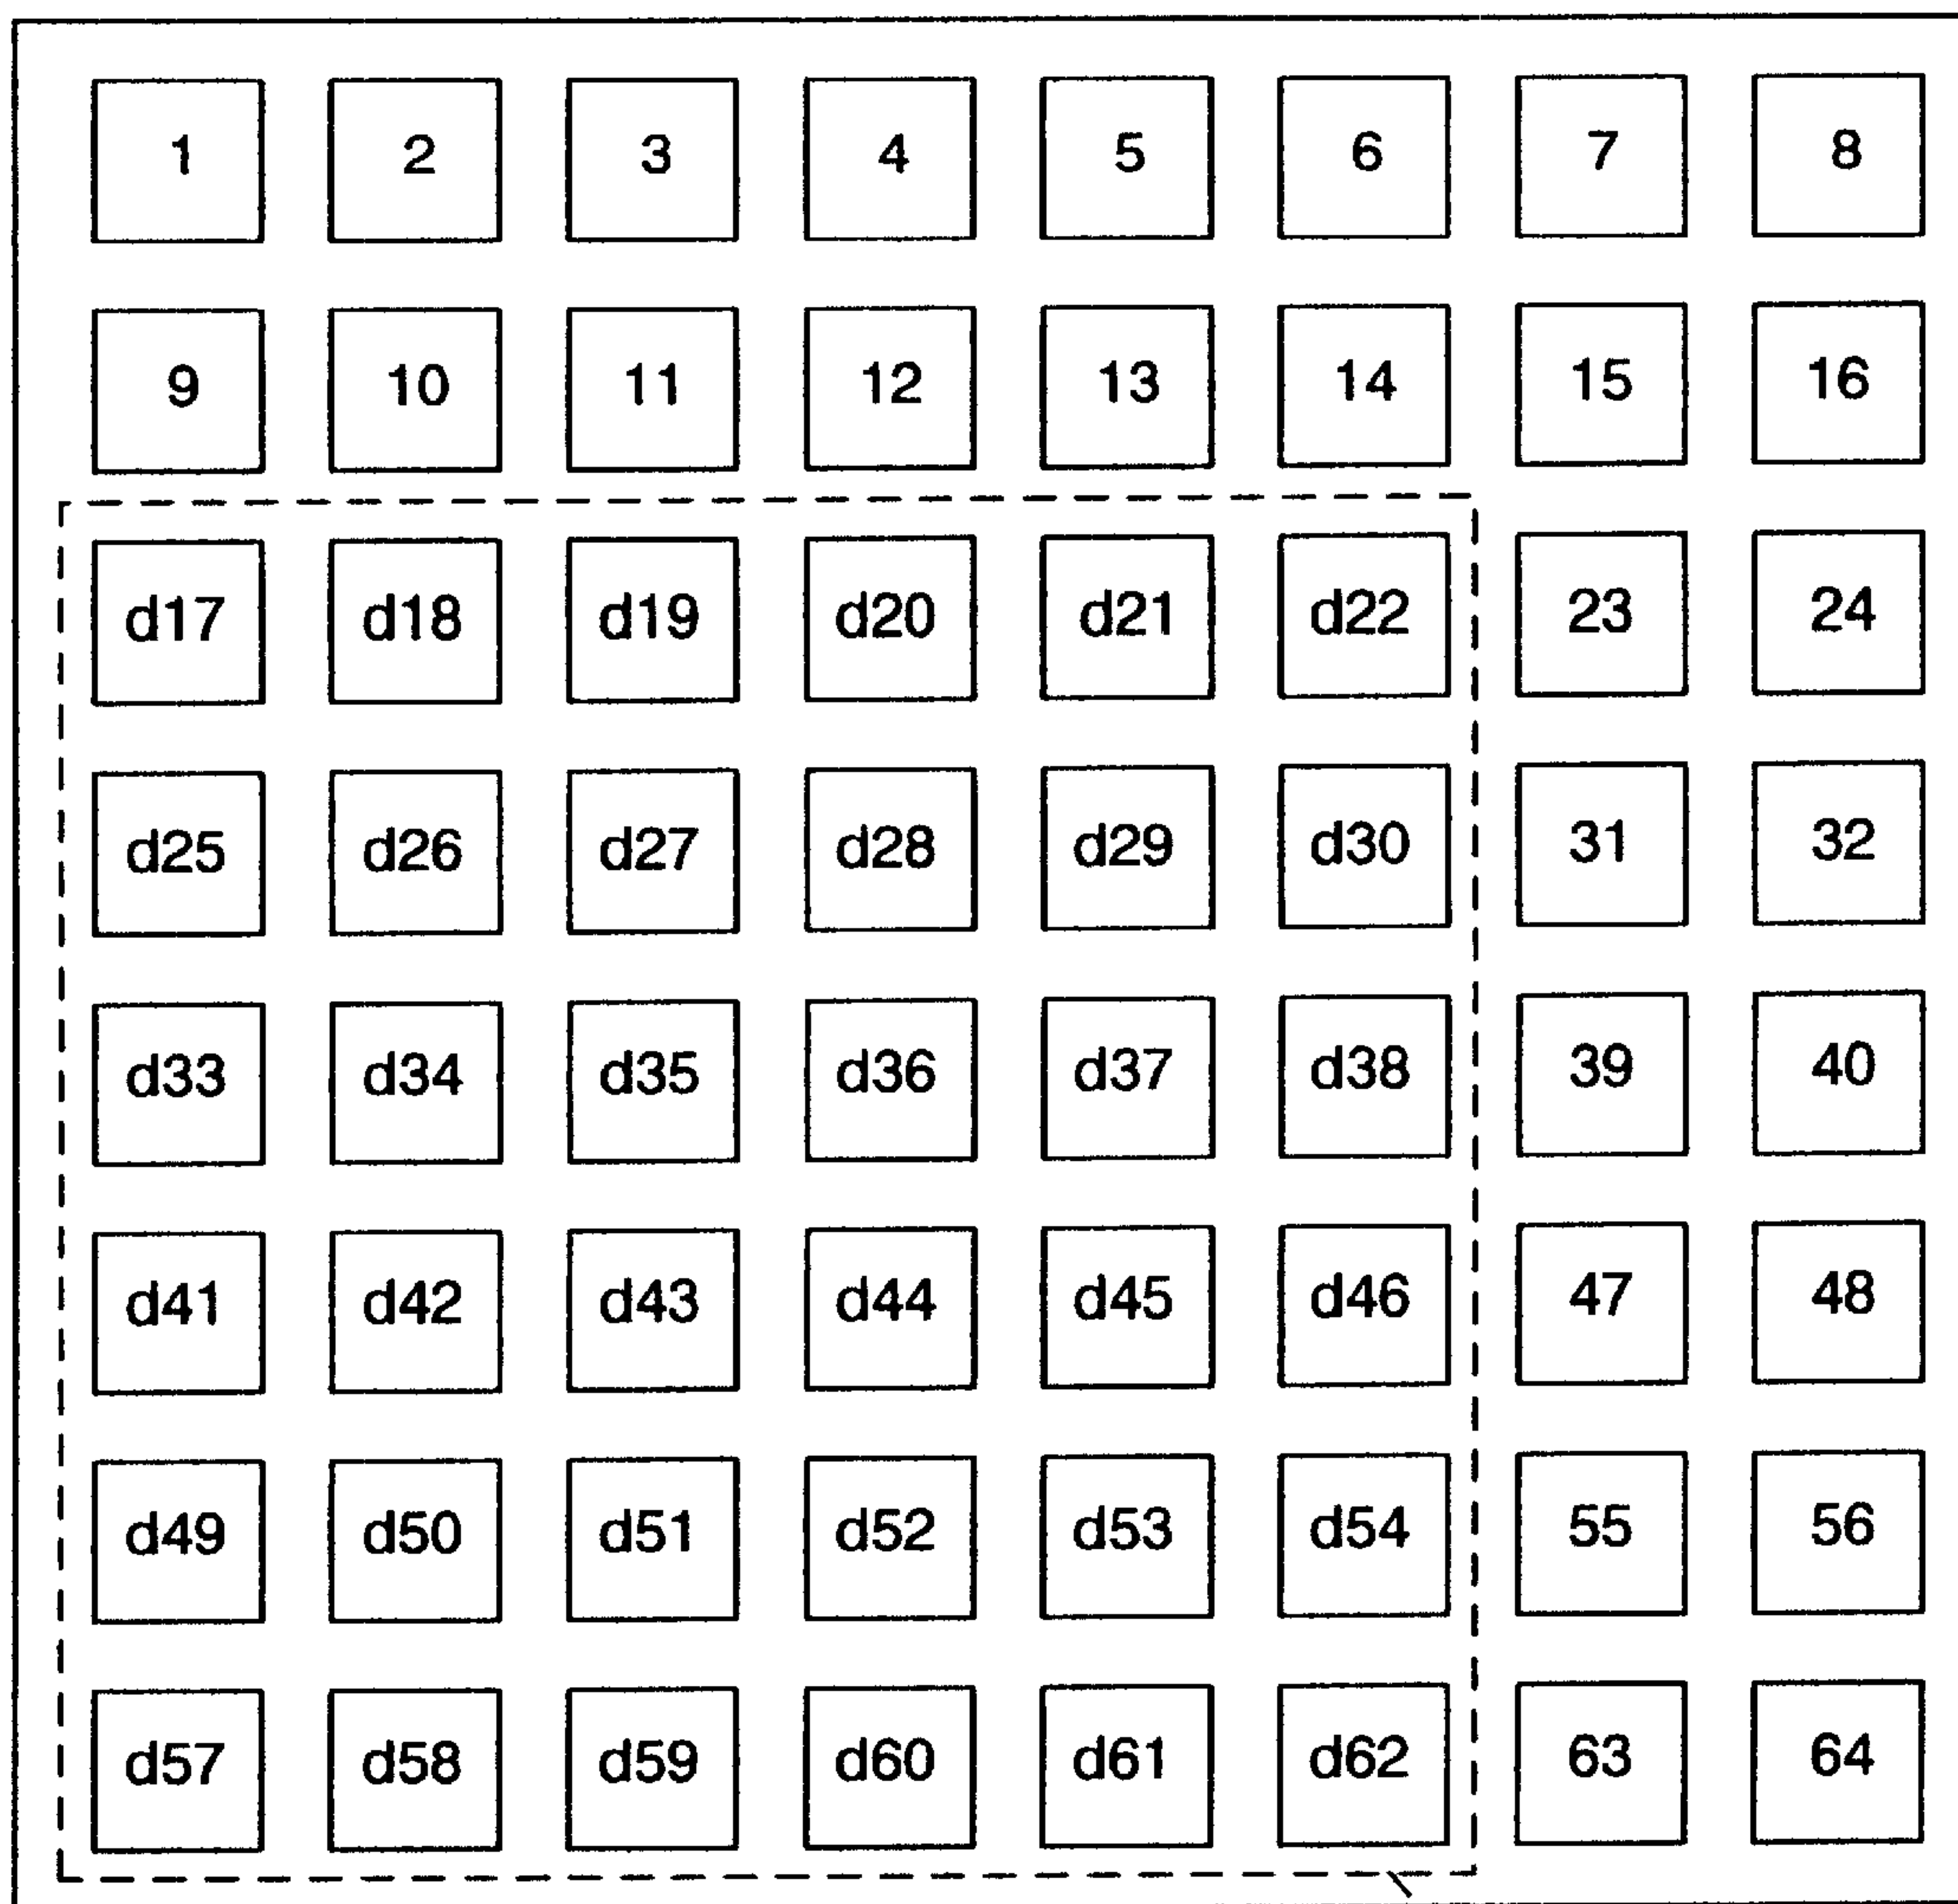 1 2 3 4 5 6 7 8
9 10 11 12 13 14 15 16
d17 d18 d19 d20 d21 d22 23 24
d25 d26 d27 d28 d29 d30 31 32
d33 d34 d35 d36 d37 d38 39 40
d41 d42 d43 d44 d45 d46 47 48
d49 d50 d51 d52 d53 d54 55 56
d57 d58 d59 d60 d61 d62 63 64